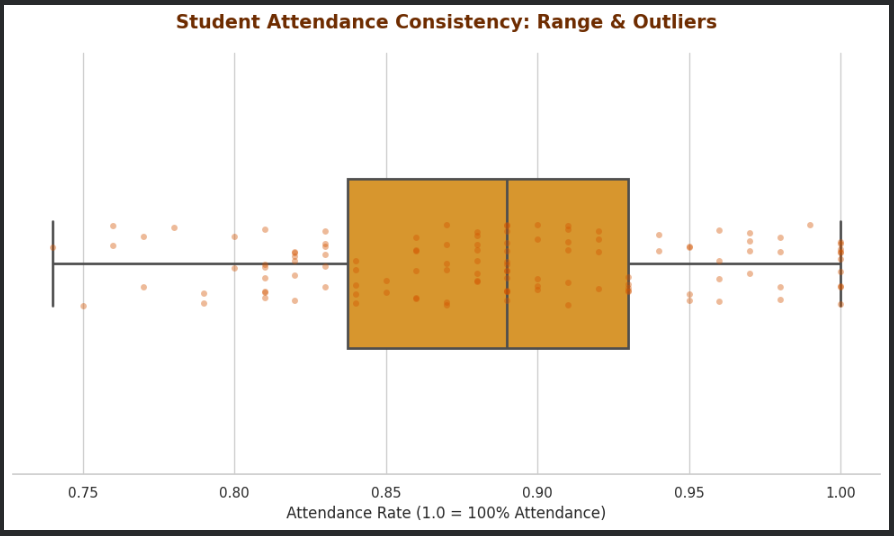 Student Attendance Consistency: Range & Outliers
0.75 0.80 0.85 0.90 0.95 1.00
Attendance Rate (1.0 = 100% Attendance)